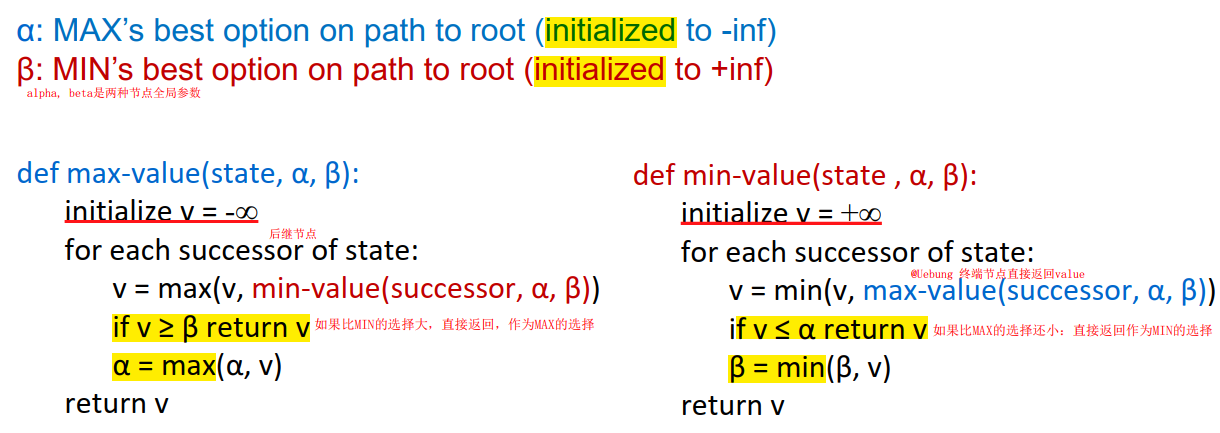 α: MAX’s best option on path to root (initialized to -inf)
β: MIN’s best option on path to root (initialized to +inf)
alpha, beta是两种节点全局参数
def max-value(state, α, β):
initialize v = -∞
后继节点
for each successor of state:
v = max(v, min-value(successor, α, β))
if v ≥ β return v 如果比MIN的选择大，直接返回，作为MAX的选择
α = max(α, v)
return v
def min-value(state , α, β):
initialize v = +∞
for each successor of state:
@Uebung 终端节点直接返回value
v = min(v, max-value(successor, α, β))
if v ≤ α return v 如果比MAX的选择还小：直接返回作为MIN的选择
β = min(β, v)
return v